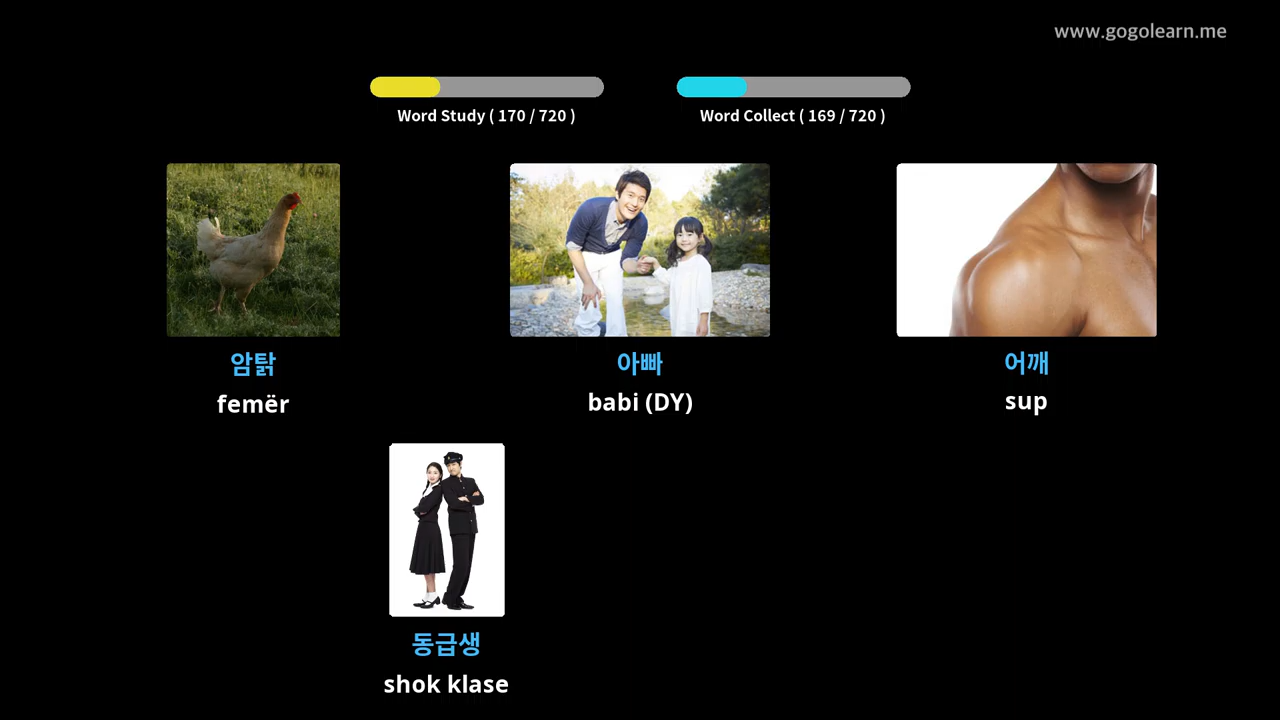 www.gogolearn.me
Word Study ( 170 / 720 )
Word Collect ( 169 / 720 )
암탉
femër
아빠
babi (DY)
어깨
sup
동급생
shok klase